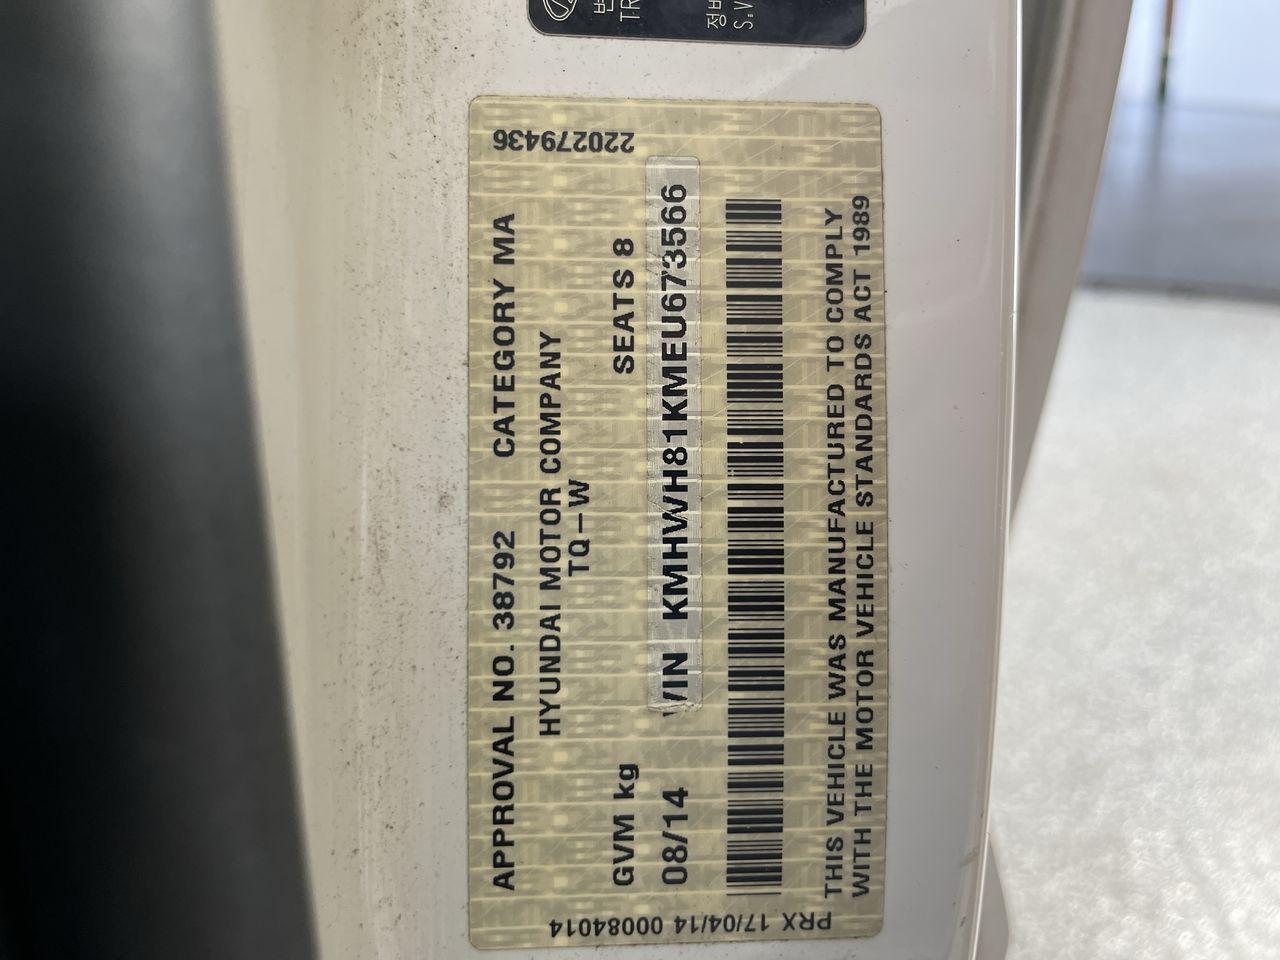 220279436
APPROVAL NO. 38792 CATEGORY MA
HYUNDAI MOTOR COMPANY
TQ-W
GVM kg SEATS 8
08/14 VIN KMHWH81KMEU673566
THIS VEHICLE WAS MANUFACTURED TO COMPLY
WITH THE MOTOR VEHICLE STANDARDS ACT 1989
PRX 17/04/14 00084014